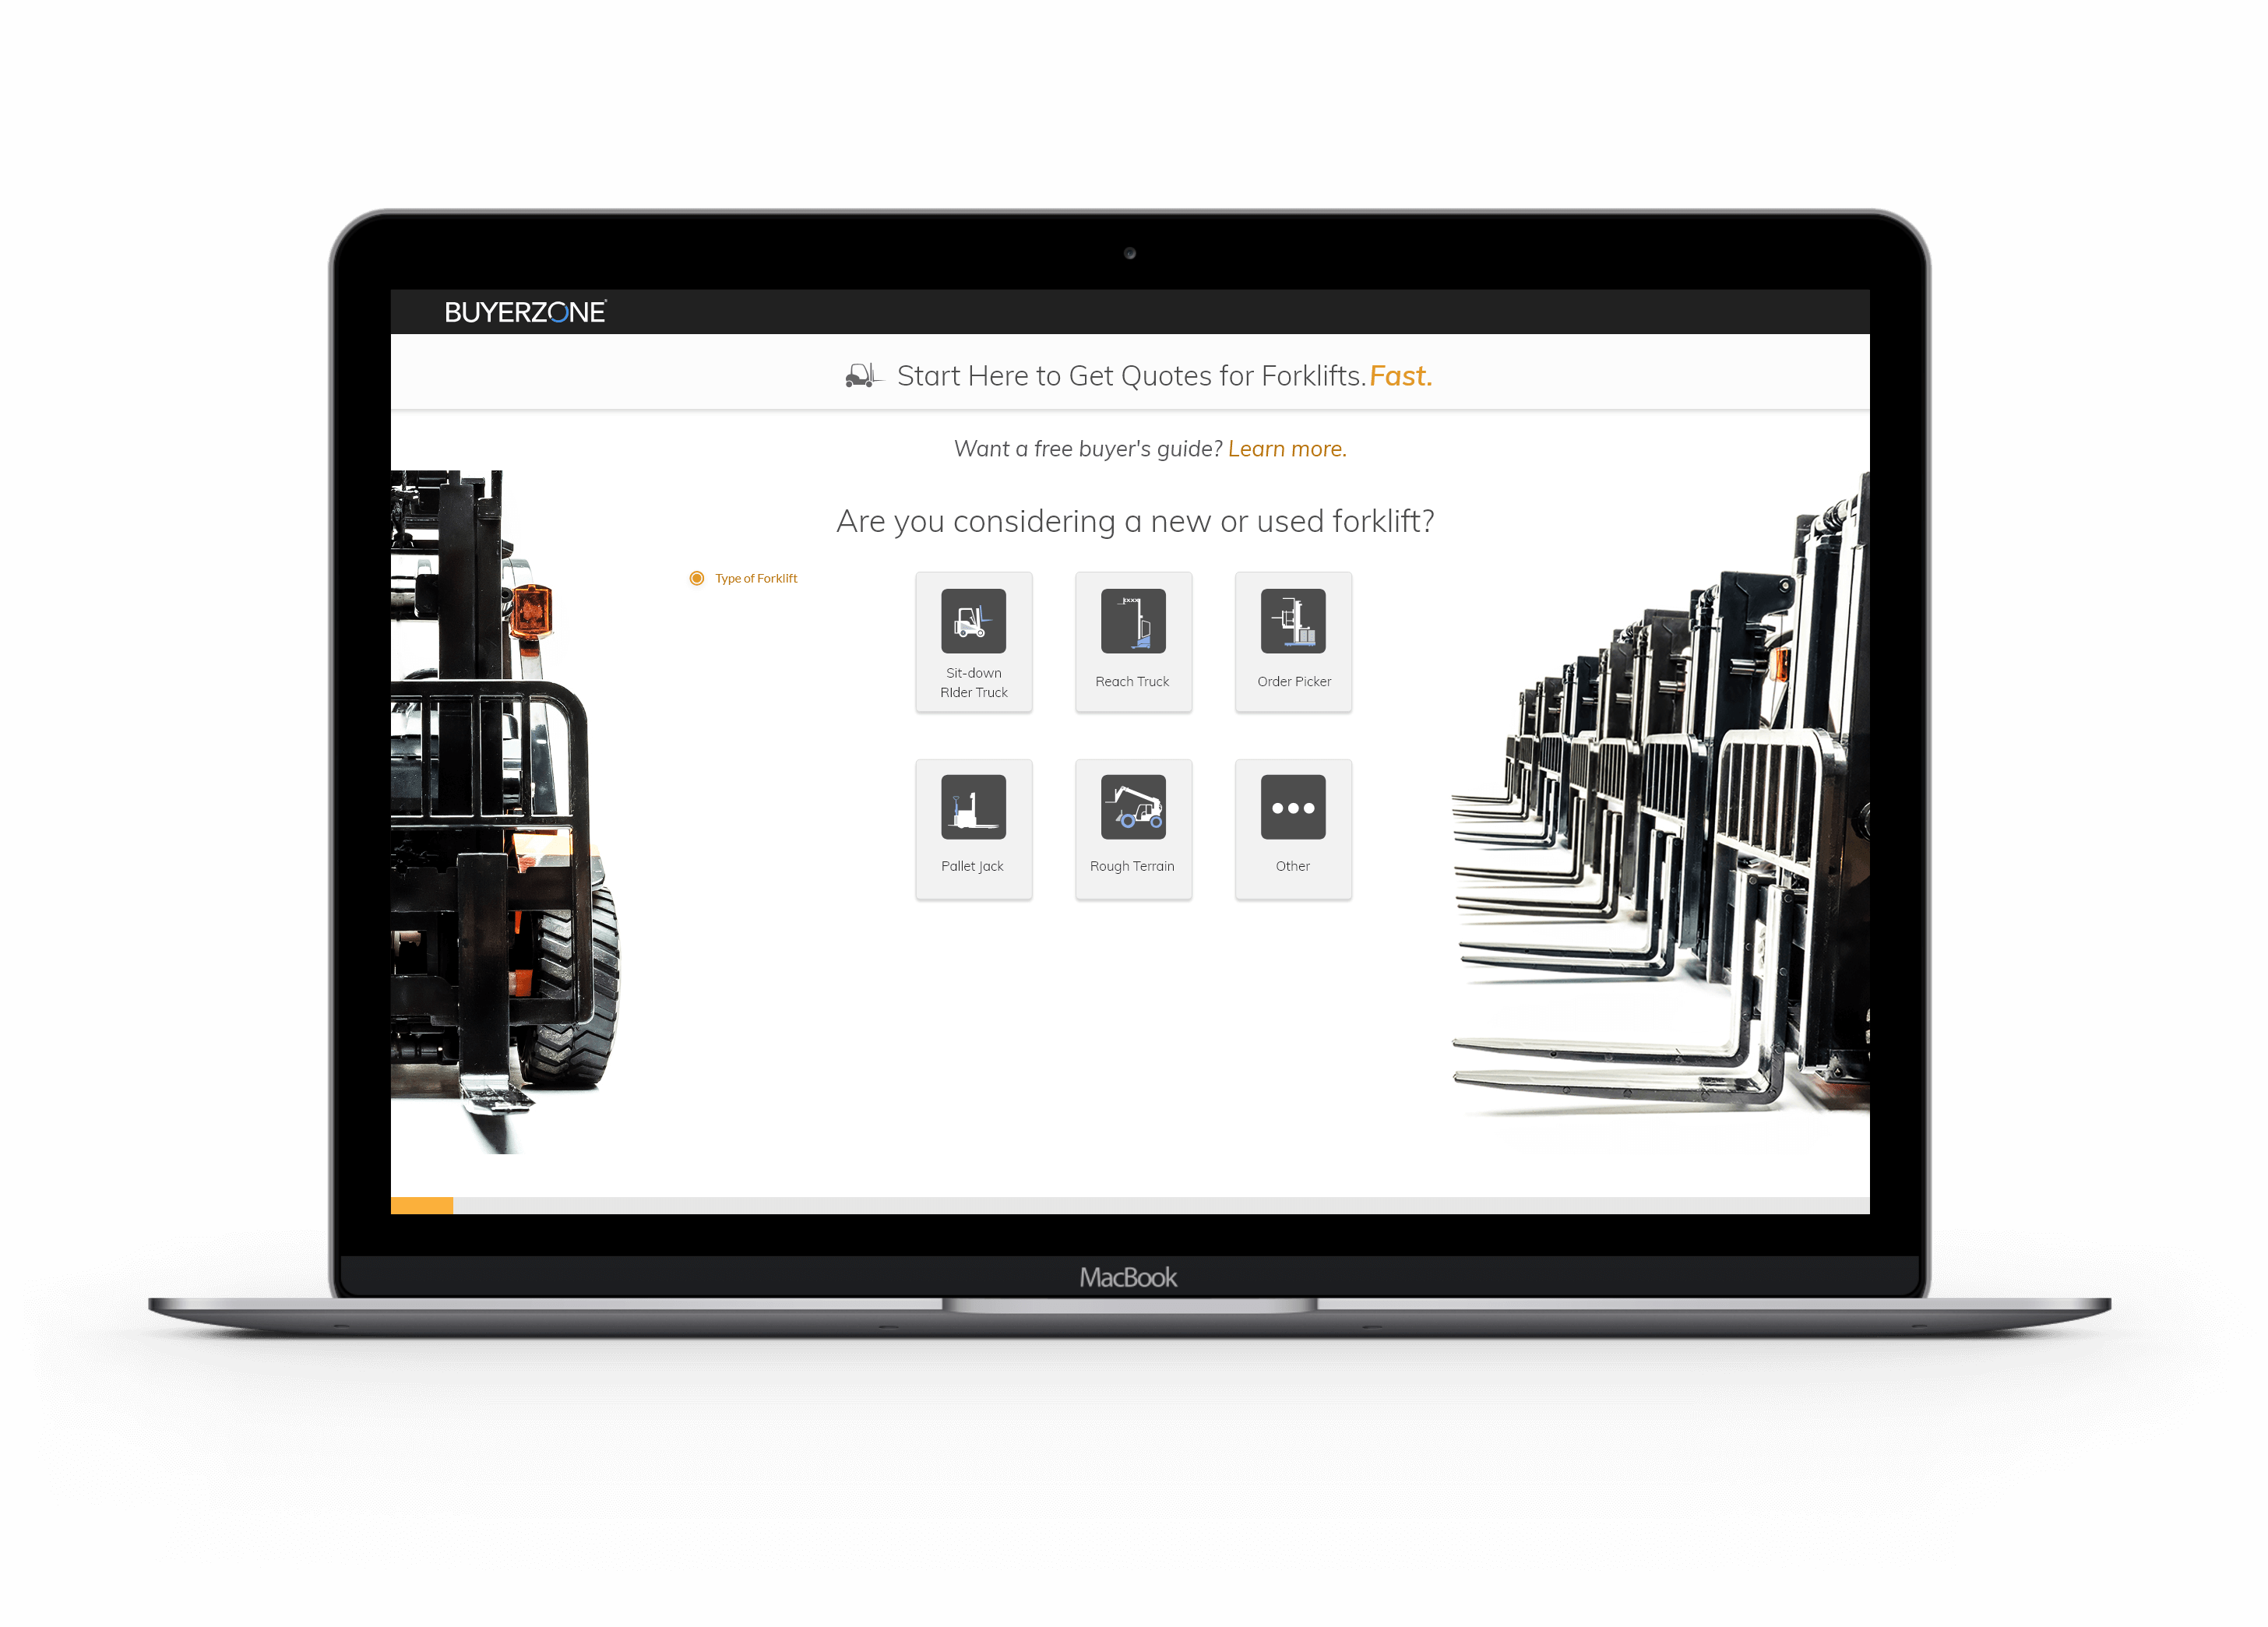 BUYERZONE®
Start Here to Get Quotes for Forklifts. Fast.
Want a free buyer's guide? Learn more.
Are you considering a new or used forklift?
Type of Forklift
Sit-down
RIder Truck
Reach Truck
Order Picker
Pallet Jack
Rough Terrain
Other
MacBook